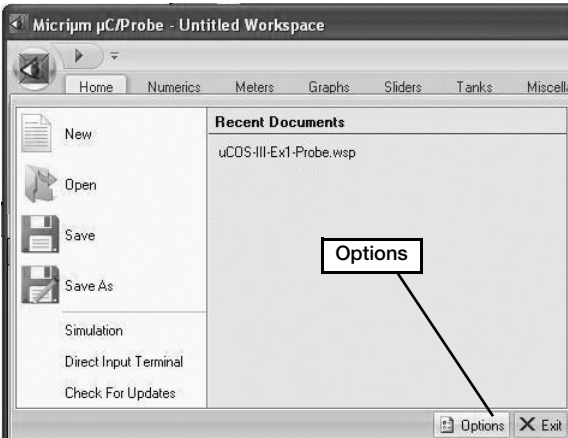 Micriµm µC/Probe - Untitled Workspace
Home Numerics Meters Graphs Sliders Tanks Miscell
New
Open
Save
Save As
Simulation
Direct Input Terminal
Check For Updates
Recent Documents
uCOS-III-Ex1-Probe.wsp
Options
Options Exit